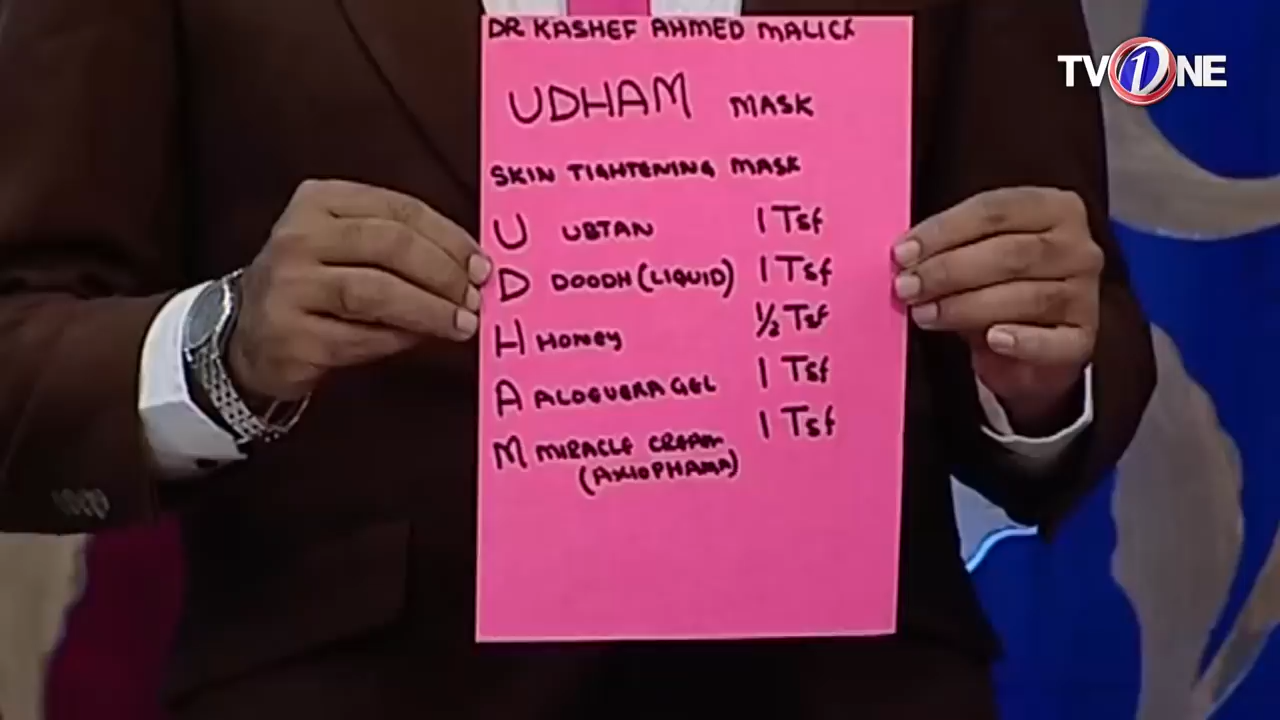 DR KASHEF AHMED MALICK
TV ONE
UDHAM MASK
SKIN TIGHTENING MASK
U UBTAN 1 Tsf
D DOODH (LIQUID) 1 Tsf
H HONEY 1/2 Tsf
A ALOEVERA GEL 1 Tsf
M MIRACLE CREAM 1 Tsf
(AXIOPHAMA)